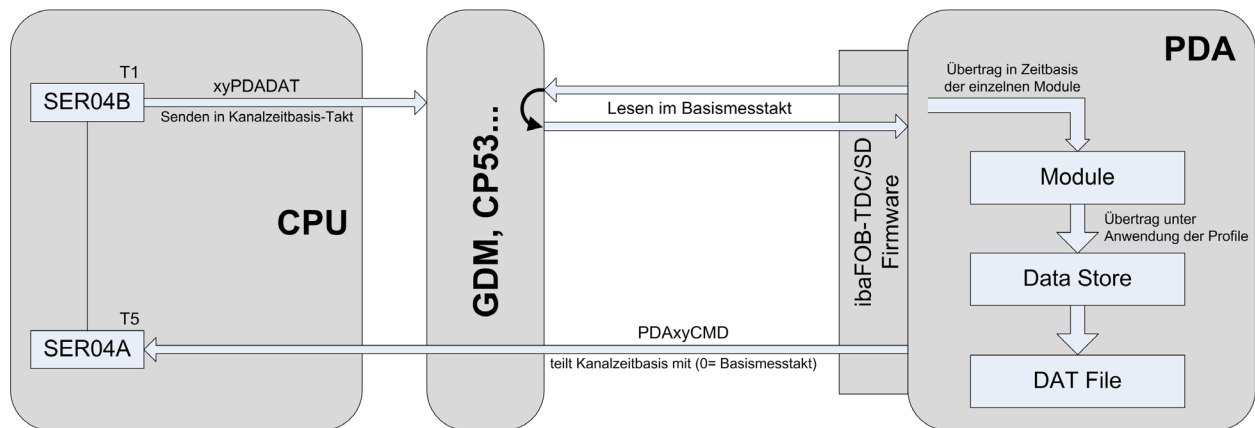 PDA
T1
SER04B
xyPDADAT
Senden in Kanalzeitbasis-Takt
CPU
T5
SER04A
GDM, CP53...
Lesen im Basismesstakt
PDAxyCMD
teilt Kanalzeitbasis mit (0= Basismesstakt)
ibaFOB-TDC/SD
Firmware
Übertrag in Zeitbasis
der einzelnen Module
Module
Übertrag unter
Anwendung der Profile
Data Store
DAT File